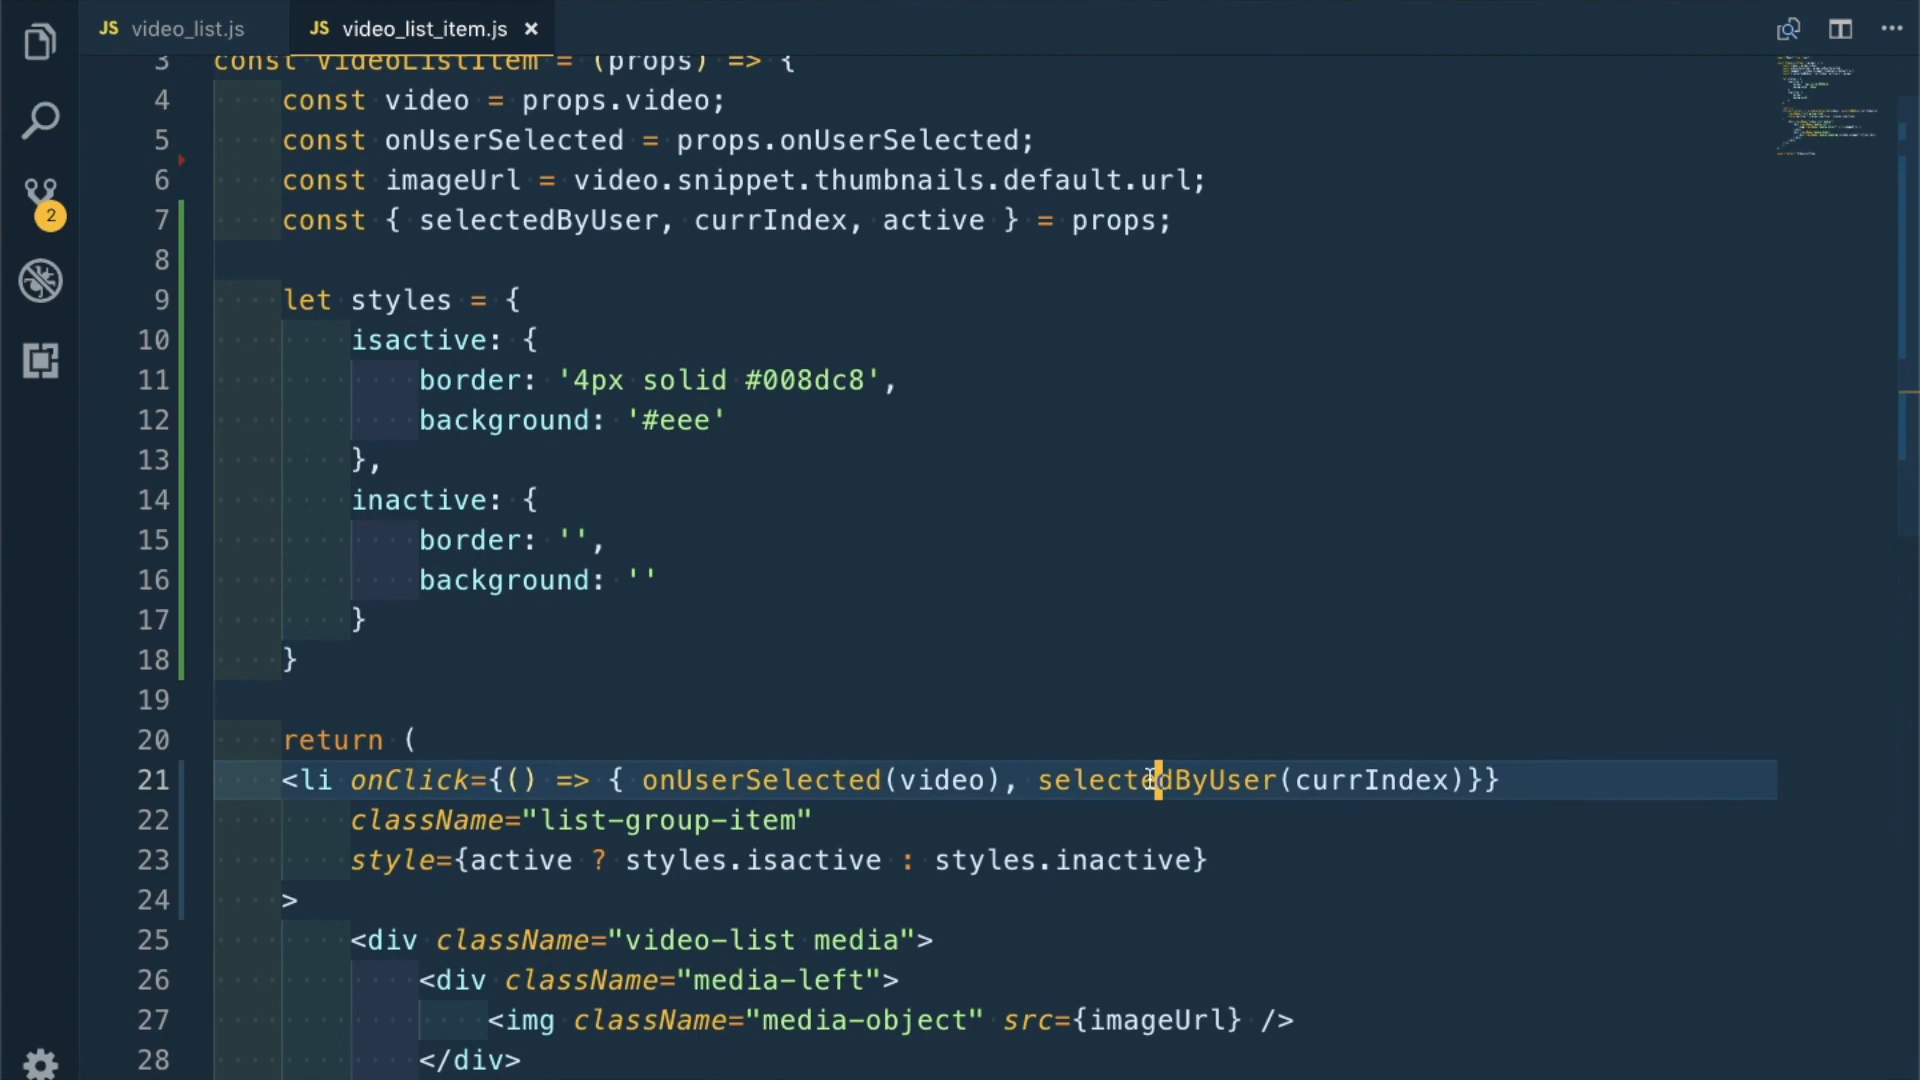 JS video_list.js
JS video_list_item.js ×
3 const VideoListItem = (props) => {
4 const video = props.video;
5 const onUserSelected = props.onUserSelected;
6 const imageUrl = video.snippet.thumbnails.default.url;
7 const { selectedByUser, currIndex, active } = props;
8
9 let styles = {
10 isactive: {
11 border: '4px solid #008dc8',
12 background: '#eee'
13 },
14 inactive: {
15 border: '',
16 background: ''
17 }
18 }
19
20 return (
21 <li onClick={() => { onUserSelected(video), selectedByUser(currIndex)}}
22 className="list-group-item"
23 style={active ? styles.isactive : styles.inactive}
24 >
25 <div className="video-list media">
26 <div className="media-left">
27 <img className="media-object" src={imageUrl} />
28 </div>
2